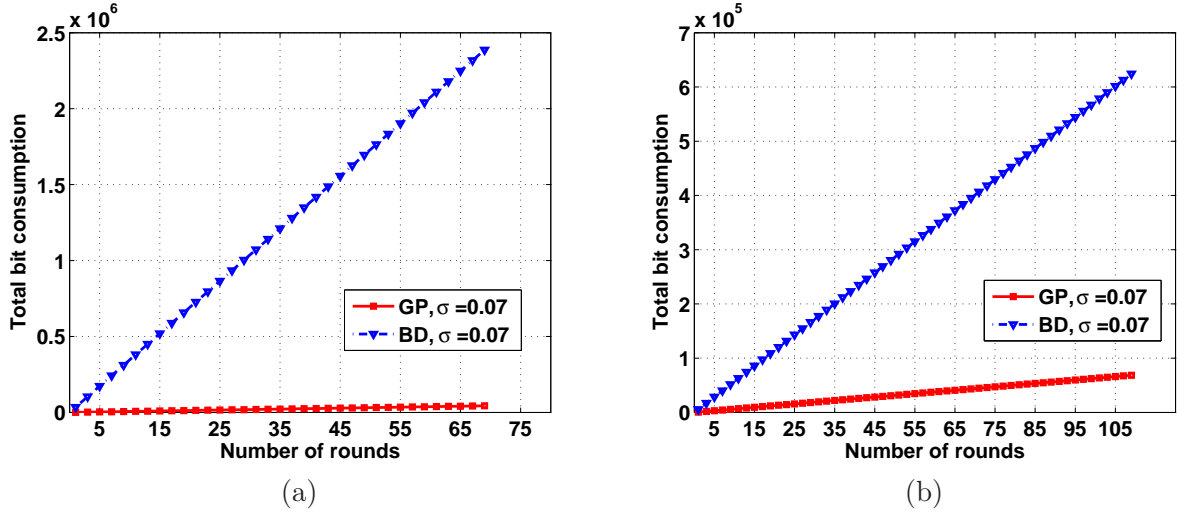 x 10^6
2.5
2
1.5
1
0.5
0
5 15 25 35 45 55 65 75
Total bit consumption
Number of rounds
GP, σ =0.07
BD, σ =0.07
(a)
x 10^5
7
6
5
4
3
2
1
0
5 15 25 35 45 55 65 75 85 95 105
Total bit consumption
Number of rounds
GP, σ =0.07
BD, σ =0.07
(b)